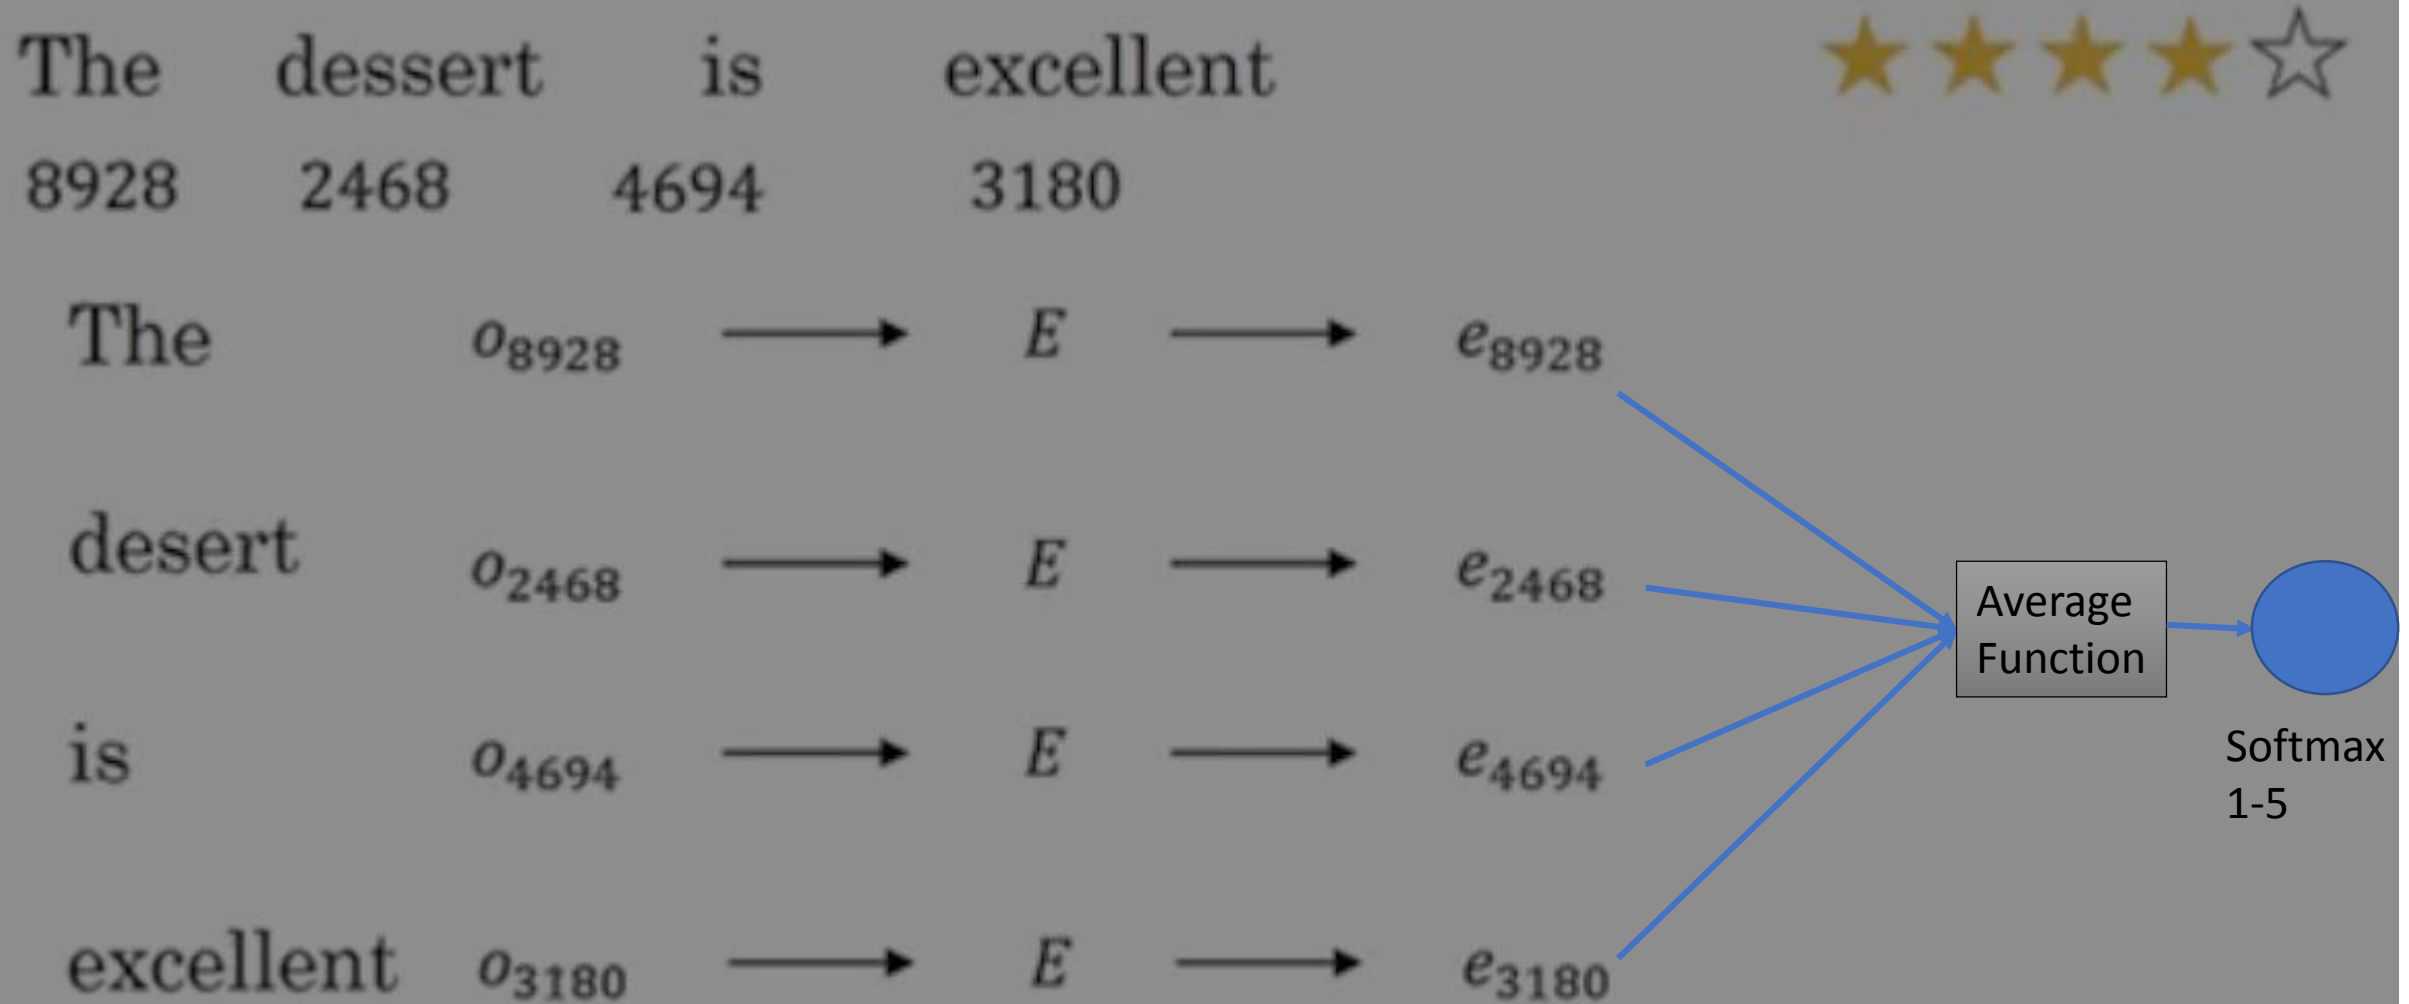 The dessert is excellent
8928 2468 4694 3180
The o8928 E e8928
desert o2468 E e2468
Average
Function
is o4694 E e4694
Softmax
1-5
excellent o3180 E e3180